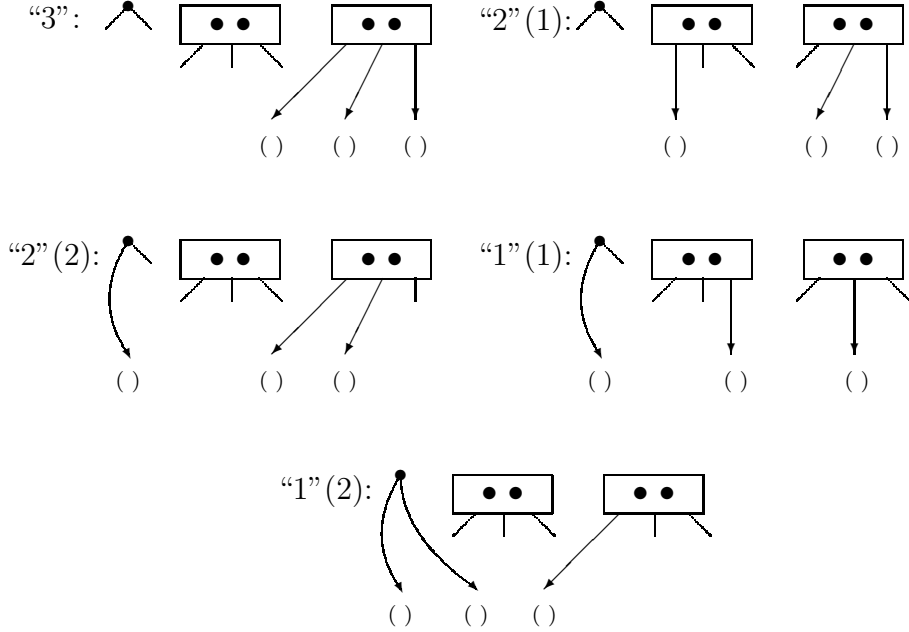 “3”: “2”(1):
( ) ( ) ( ) ( ) ( ) ( )
“2”(2): “1”(1):
( ) ( ) ( ) ( ) ( ) ( )
“1”(2):
( ) ( ) ( )